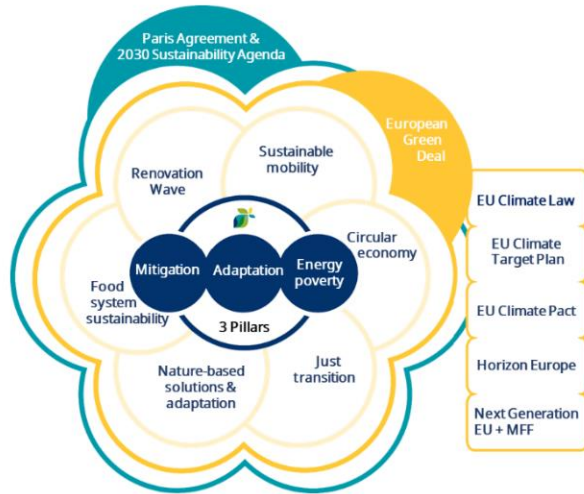 Paris Agreement &
2030 Sustainability Agenda
European
Green
Deal
Sustainable
mobility
Renovation
Wave
Circular
economy
Mitigation
Adaptation
Energy
poverty
3 Pillars
Food
system
sustainability
Nature-based
solutions &
adaptation
Just
transition
EU Climate Law
EU Climate
Target Plan
EU Climate Pact
Horizon Europe
Next Generation
EU + MFF